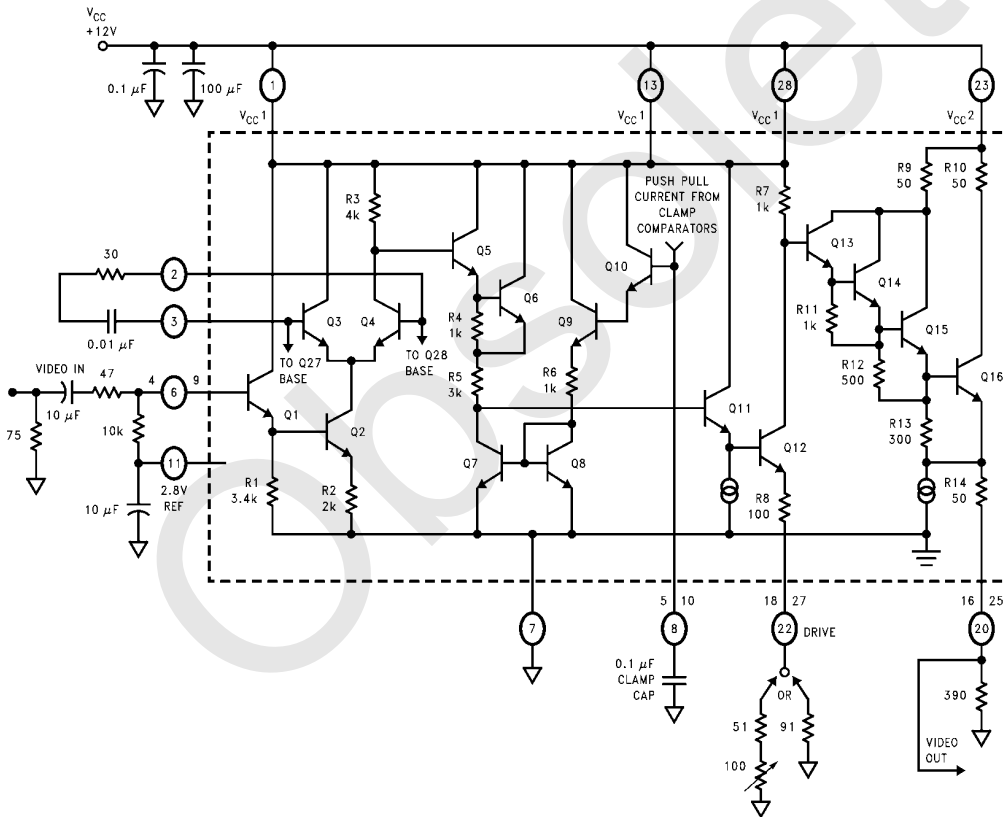 VCC
+12V
0.1 µF
100 µF
1
13
28
23
VCC 1
VCC 1
VCC 1
VCC 2
R3
4k
PUSH PULL
CURRENT FROM
CLAMP
COMPARATORS
R7
1k
R9
50
R10
50
Q5
Q10
Q13
30
2
Q14
Q3
Q4
R4
1k
Q6
Q9
R11
1k
3
0.01 µF
TO Q27
BASE
TO Q28
BASE
Q15
VIDEO IN
47
4
6
9
R5
3k
R6
1k
R12
500
Q16
10 µF
Q1
Q11
75
10k
Q2
Q7
Q8
Q12
R13
300
11
2.8V
REF
R1
3.4k
R2
2k
R8
100
R14
50
10 µF
7
5 10
8
18 27
22
DRIVE
16 25
20
0.1 µF
CLAMP
CAP
OR
51
91
390
100
VIDEO
OUT
Obsolete